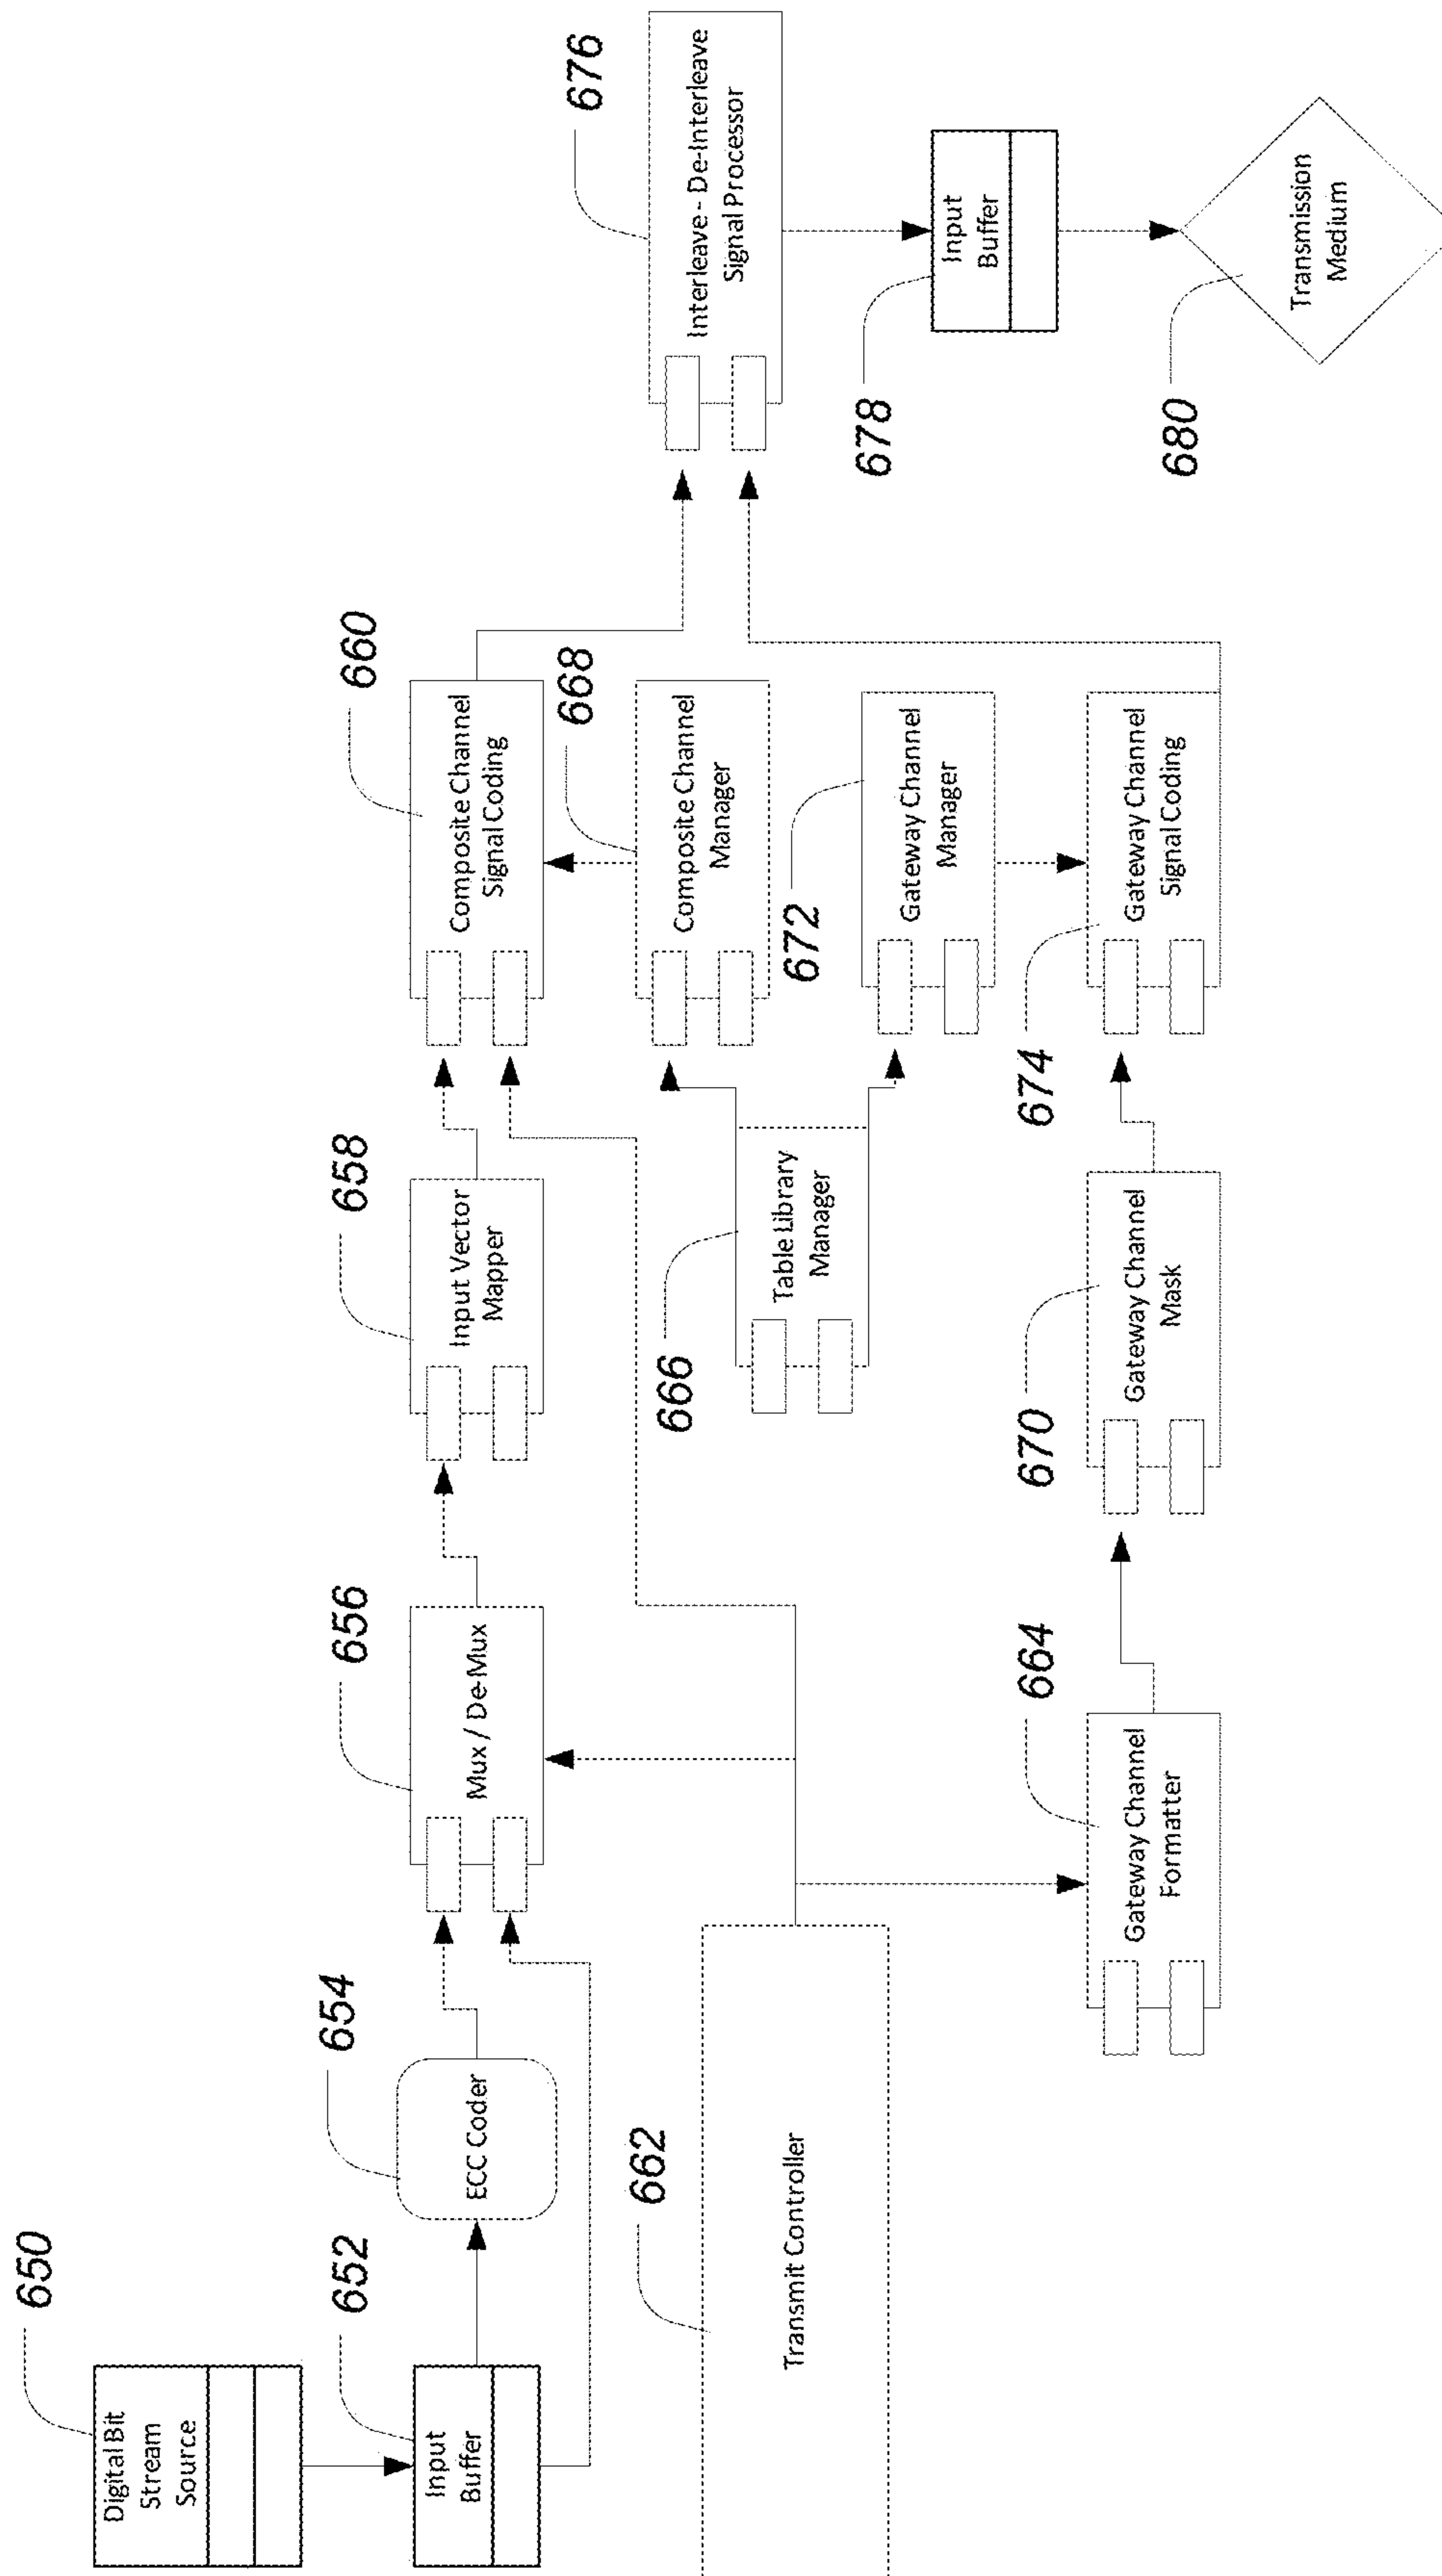 650
Digital Bit
Stream
Source
652
Input
Buffer
654
ECC Coder
656
Mux / De-Mux
658
Input Vector
Mapper
660
Composite Channel
Signal Coding
662
Transmit Controller
664
Gateway Channel
Formatter
666
Table Library
Manager
668
Composite Channel
Manager
670
Gateway Channel
Mask
672
Gateway Channel
Manager
674
Gateway Channel
Signal Coding
676
Interleave - De-Interleave
Signal Processor
678
Input
Buffer
680
Transmission
Medium